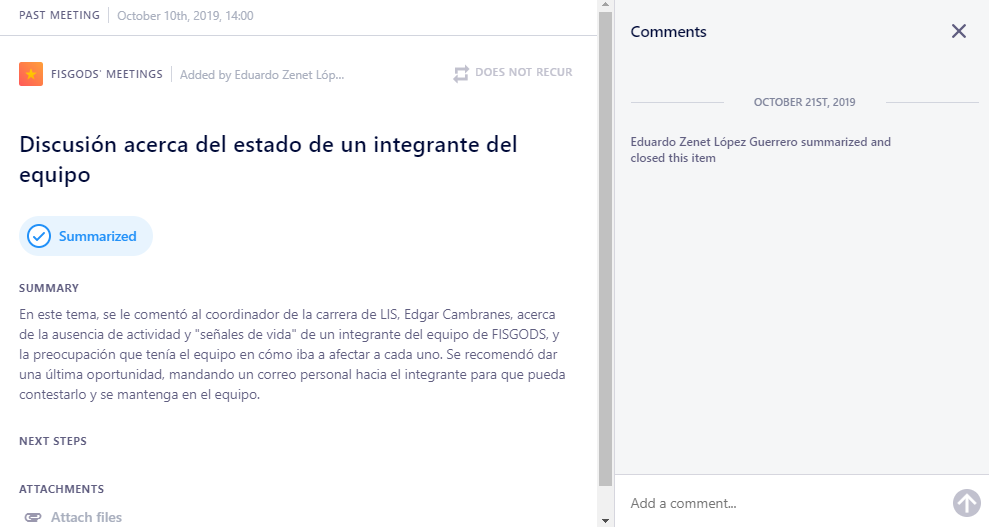 PAST MEETING October 10th, 2019, 14:00
FISGODS' MEETINGS Added by Eduardo Zenet Lóp... DOES NOT RECUR
Discusión acerca del estado de un integrante del
equipo
Summarized
SUMMARY
En este tema, se le comentó al coordinador de la carrera de LIS, Edgar Cambranes, acerca
de la ausencia de actividad y "señales de vida" de un integrante del equipo de FISGODS, y
la preocupación que tenía el equipo en cómo iba a afectar a cada uno. Se recomendó dar
una última oportunidad, mandando un correo personal hacia el integrante para que pueda
contestarlo y se mantenga en el equipo.
NEXT STEPS
ATTACHMENTS
Attach files
Comments
OCTOBER 21ST, 2019
Eduardo Zenet López Guerrero summarized and
closed this item
Add a comment...